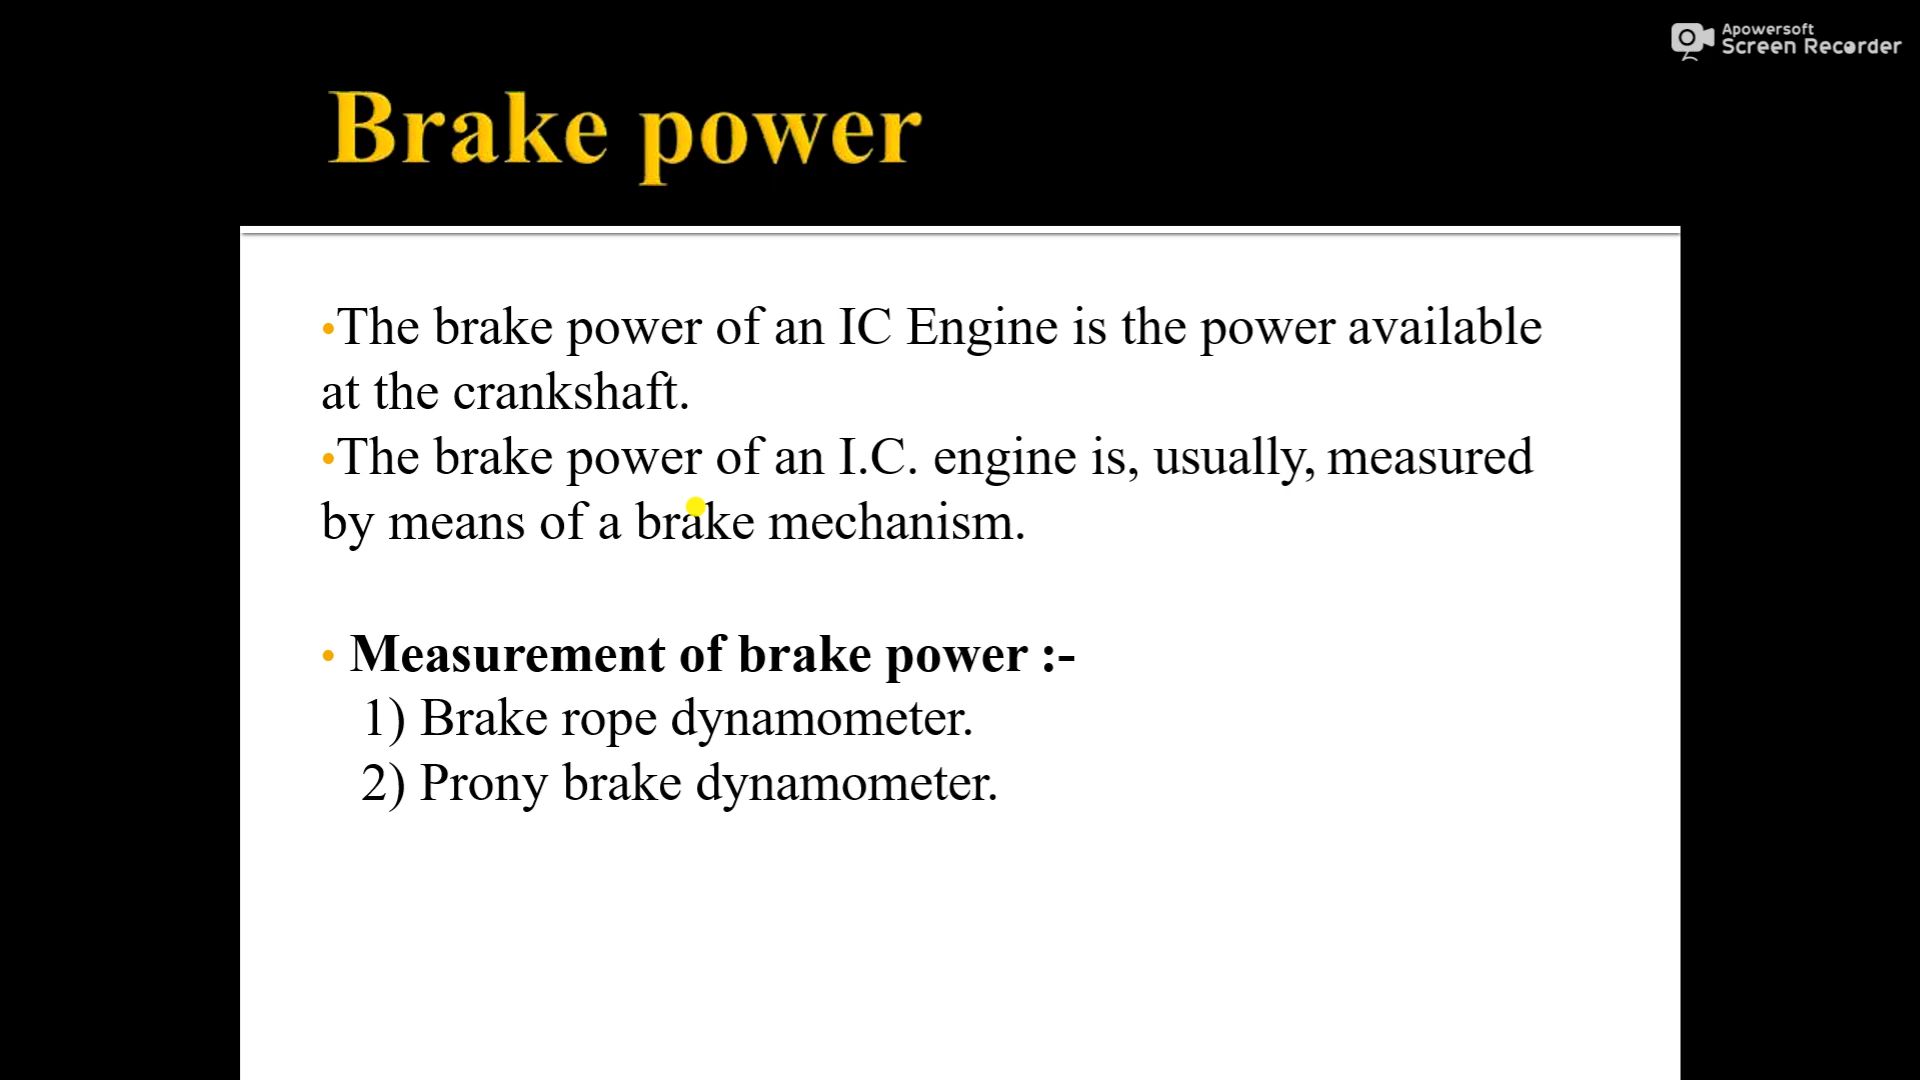 Apowersoft
Screen Recorder
Brake power
•The brake power of an IC Engine is the power available
at the crankshaft.
•The brake power of an I.C. engine is, usually, measured
by means of a brake mechanism.
• Measurement of brake power :-
1) Brake rope dynamometer.
2) Prony brake dynamometer.